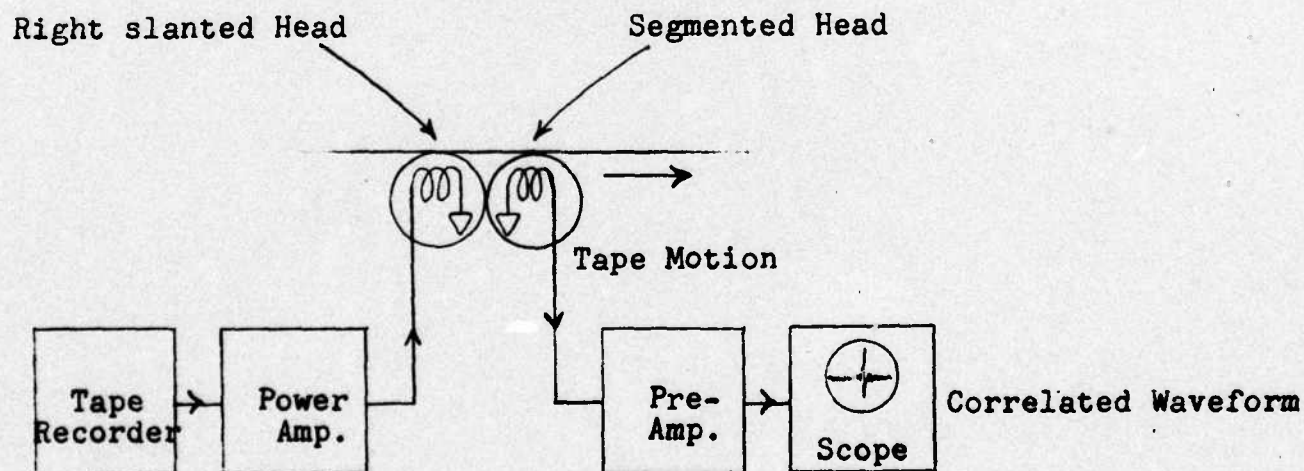 Right slanted Head
Segmented Head
Tape Motion
Tape
Recorder
Power
Amp.
Pre-
Amp.
Scope
Correlated Waveform